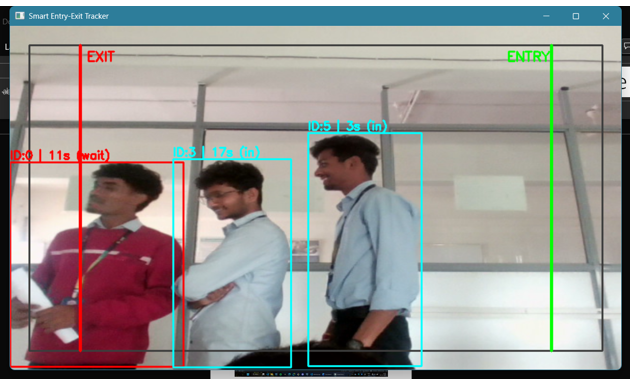 Smart Entry-Exit Tracker
EXIT
ENTRY
ID:0 | 11s (wait)
ID:3 | 17s (in)
ID:5 | 3s (in)